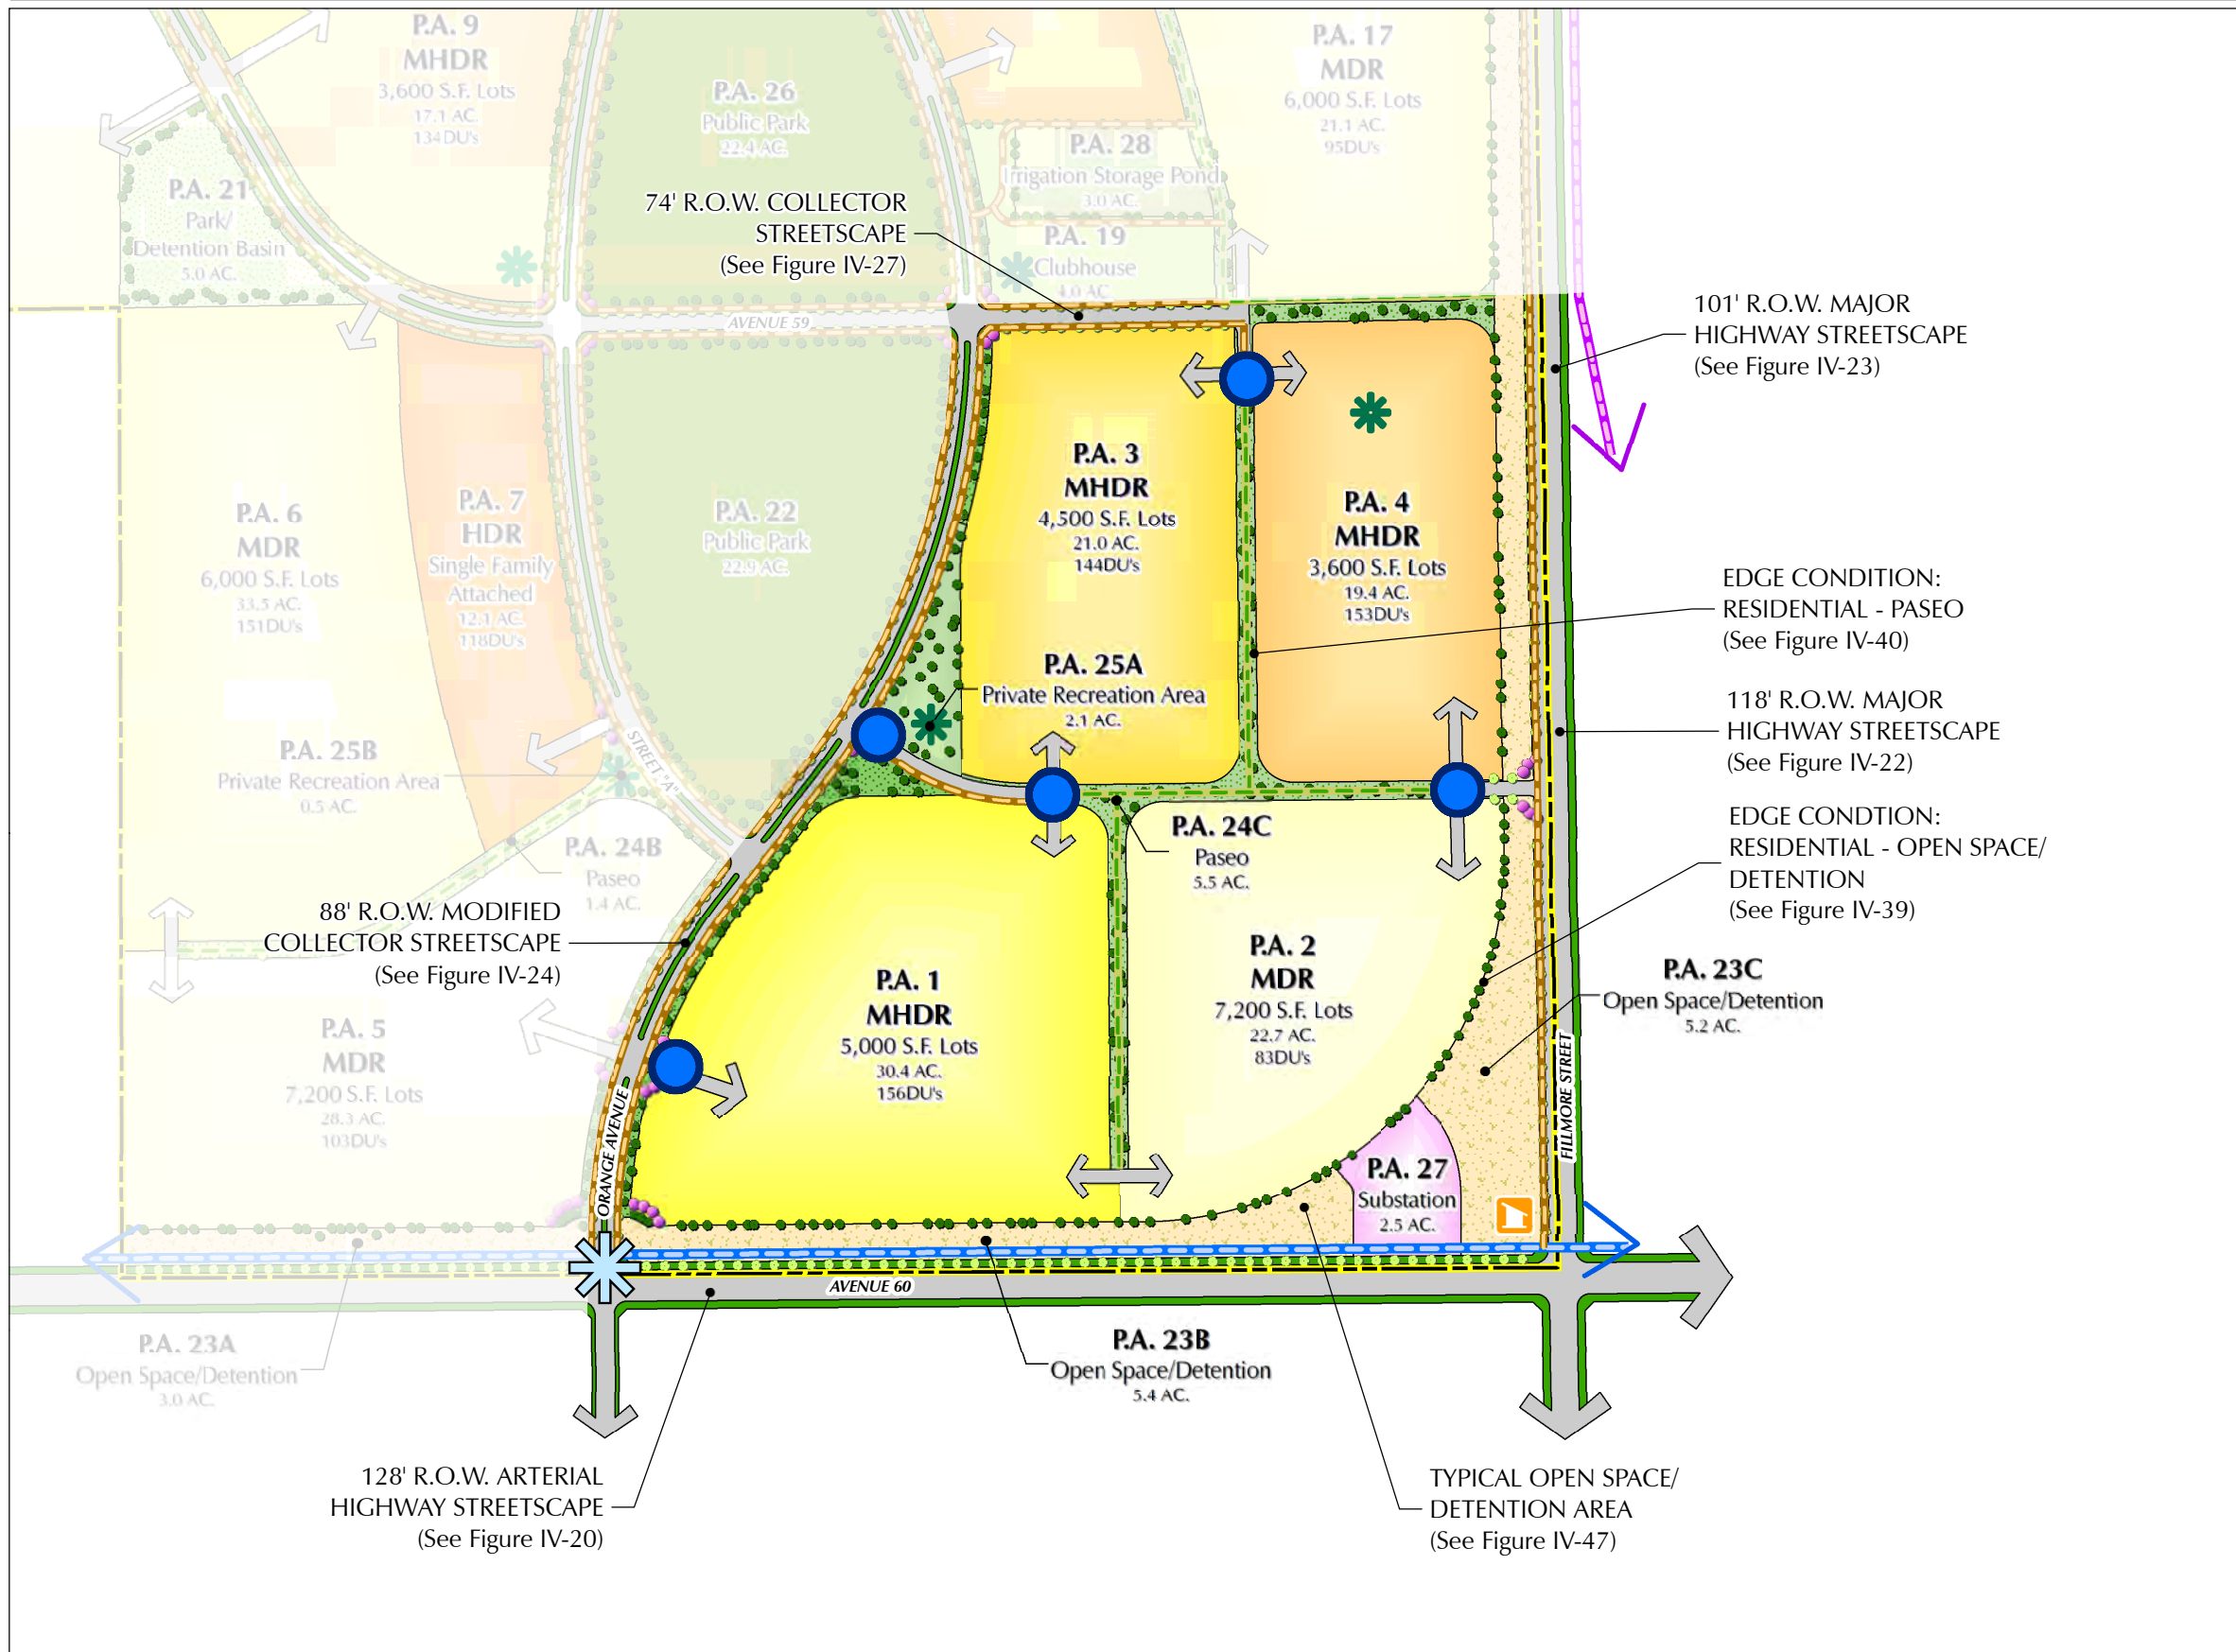 P.A. 9
MHDR
3,600 S.F. Lots
17.1 AC.
134DU's
P.A. 26
Public Park
22.4 AC.
P.A. 17
MDR
6,000 S.F. Lots
21.1 AC.
95DU's
P.A. 28
Irrigation Storage Pond
3.0 AC.
P.A. 21
Park/
Detention Basin
5.0 AC.
74' R.O.W. COLLECTOR
STREETSCAPE
(See Figure IV-27)
P.A. 19
Clubhouse
4.0 AC.
AVENUE 59
101' R.O.W. MAJOR
HIGHWAY STREETSCAPE
(See Figure IV-23)
P.A. 6
MDR
6,000 S.F. Lots
33.5 AC.
151DU's
P.A. 7
HDR
Single Family
Attached
12.1 AC.
118DU's
P.A. 22
Public Park
22.9 AC.
P.A. 3
MHDR
4,500 S.F. Lots
21.0 AC.
144DU's
P.A. 4
MHDR
3,600 S.F. Lots
19.4 AC.
153DU's
EDGE CONDITION:
RESIDENTIAL - PASEO
(See Figure IV-40)
P.A. 25A
Private Recreation Area
2.1 AC.
118' R.O.W. MAJOR
HIGHWAY STREETSCAPE
(See Figure IV-22)
P.A. 25B
Private Recreation Area
0.5 AC.
STREET "A"
P.A. 24B
Paseo
1.4 AC.
P.A. 24C
Paseo
5.5 AC.
EDGE CONDTION:
RESIDENTIAL - OPEN SPACE/
DETENTION
(See Figure IV-39)
88' R.O.W. MODIFIED
COLLECTOR STREETSCAPE
(See Figure IV-24)
P.A. 1
MHDR
5,000 S.F. Lots
30.4 AC.
156DU's
P.A. 2
MDR
7,200 S.F. Lots
22.7 AC.
83DU's
P.A. 23C
Open Space/Detention
5.2 AC.
P.A. 5
MDR
7,200 S.F. Lots
28.3 AC.
103DU's
ORANGE AVENUE
FILLMORE STREET
P.A. 27
Substation
2.5 AC.
AVENUE 60
P.A. 23A
Open Space/Detention
3.0 AC.
P.A. 23B
Open Space/Detention
5.4 AC.
128' R.O.W. ARTERIAL
HIGHWAY STREETSCAPE
(See Figure IV-20)
TYPICAL OPEN SPACE/
DETENTION AREA
(See Figure IV-47)